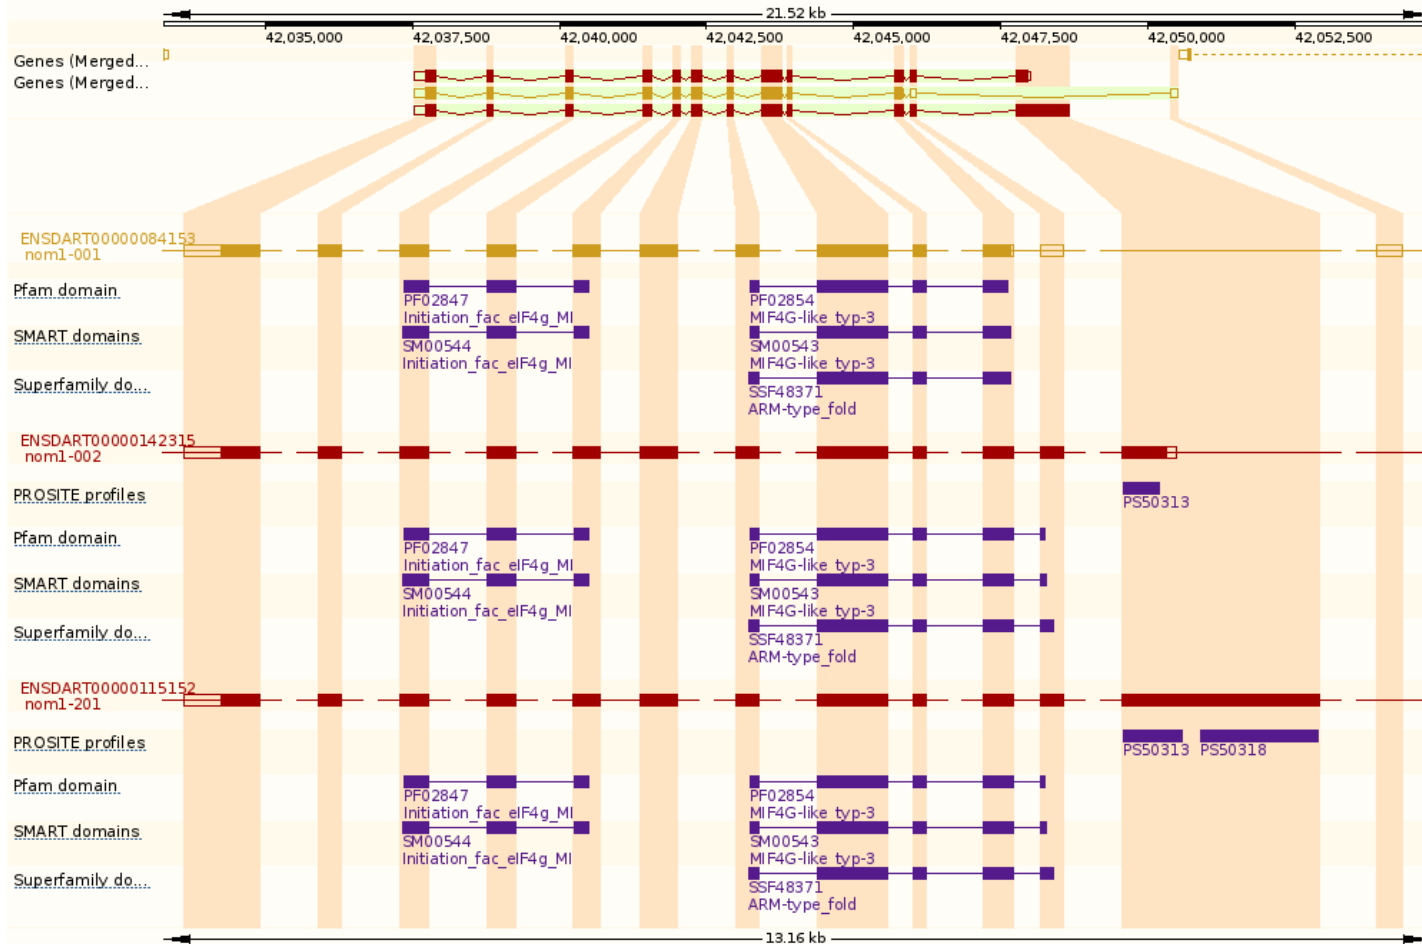 21.52 kb
42,035,000 42,037,500 42,040,000 42,042,500 42,045,000 42,047,500 42,050,000 42,052,500
Genes (Merged...
Genes (Merged...
ENSDART00000084153
nom1-001
Pfam domain
PF02847 PF02854
Initiation_fac_eIF4g_MI MIF4G-like_typ-3
SMART domains
SM00544 SM00543
Initiation_fac_eIF4g_MI MIF4G-like_typ-3
Superfamily do...
SSF48371
ARM-type_fold
ENSDART00000142315
nom1-002
PROSITE profiles
PS50313
Pfam domain
PF02847 PF02854
Initiation_fac_eIF4g_MI MIF4G-like_typ-3
SMART domains
SM00544 SM00543
Initiation_fac_eIF4g_MI MIF4G-like_typ-3
Superfamily do...
SSF48371
ARM-type_fold
ENSDART00000115152
nom1-201
PROSITE profiles
PS50313 PS50318
Pfam domain
PF02847 PF02854
Initiation_fac_eIF4g_MI MIF4G-like_typ-3
SMART domains
SM00544 SM00543
Initiation_fac_eIF4g_MI MIF4G-like_typ-3
Superfamily do...
SSF48371
ARM-type_fold
13.16 kb